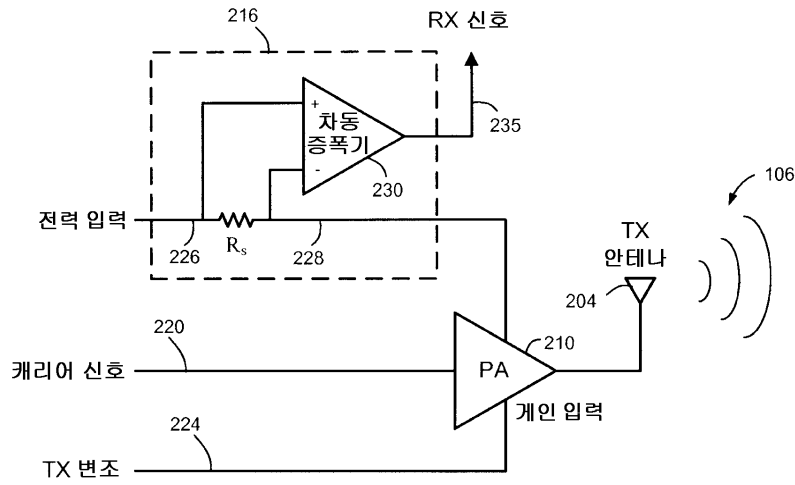 216
RX 신호
235
+
차동
증폭기
-
230
전력 입력
226
Rs
228
106
TX
안테나
204
220
210
캐리어 신호
PA
게인 입력
224
TX 변조